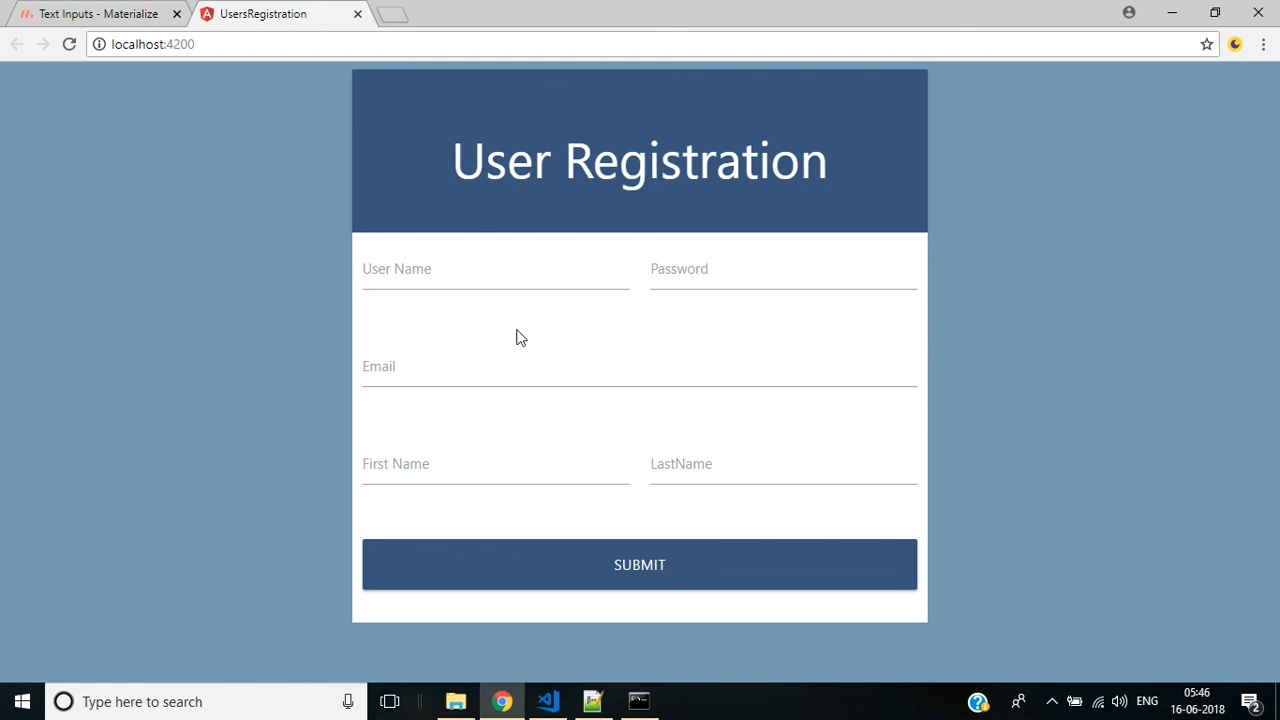 Text Inputs - Materialize
UsersRegistration
localhost:4200
User Registration
User Name
Password
Email
First Name
LastName
SUBMIT
Type here to search
ENG
05:46
16-06-2018
2